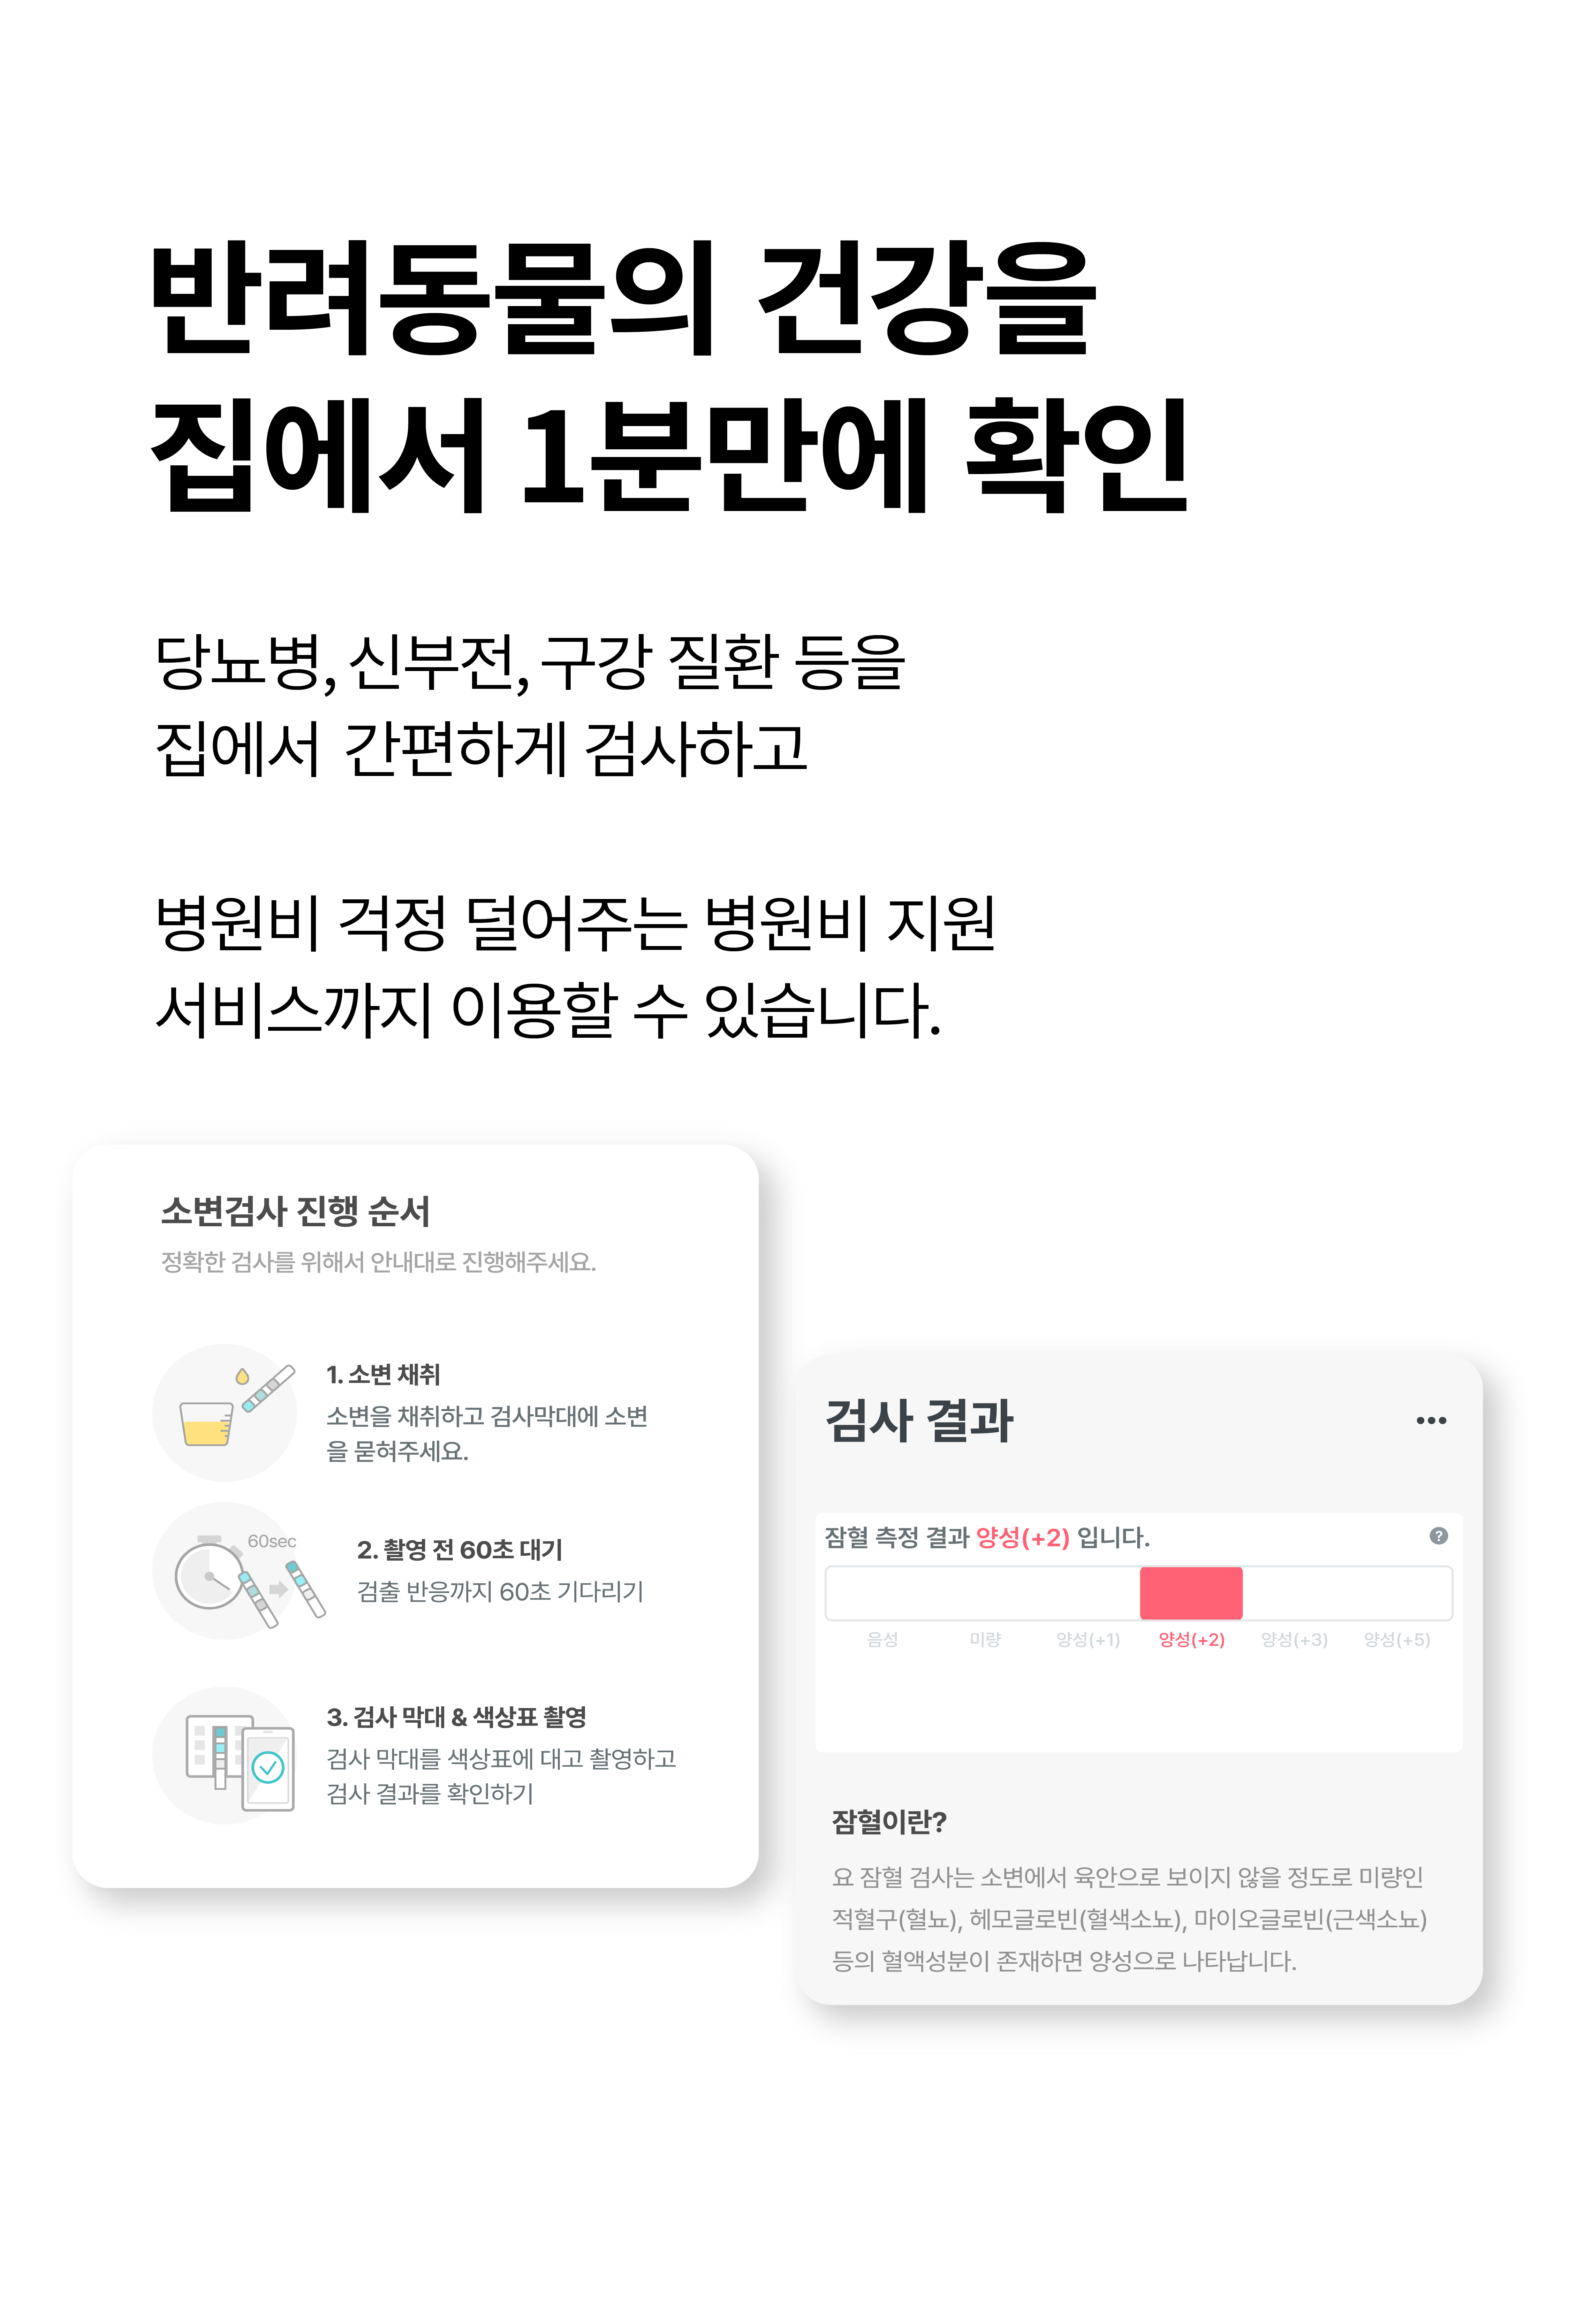 반려동물의 건강을
집에서 1분만에 확인
당뇨병, 신부전, 구강 질환 등을
집에서 간편하게 검사하고
병원비 걱정 덜어주는 병원비 지원
서비스까지 이용할 수 있습니다.
소변검사 진행 순서
정확한 검사를 위해서 안내대로 진행해주세요.
1. 소변 채취
소변을 채취하고 검사막대에 소변
을 묻혀주세요.
60sec
2. 촬영 전 60초 대기
검출 반응까지 60초 기다리기
3. 검사 막대 & 색상표 촬영
검사 막대를 색상표에 대고 촬영하고
검사 결과를 확인하기
검사 결과
잠혈 측정 결과 양성(+2) 입니다.
?
음성 미량 양성(+1) 양성(+2) 양성(+3) 양성(+5)
잠혈이란?
요 잠혈 검사는 소변에서 육안으로 보이지 않을 정도로 미량인
적혈구(혈뇨), 헤모글로빈(혈색소뇨), 마이오글로빈(근색소뇨)
등의 혈액성분이 존재하면 양성으로 나타납니다.